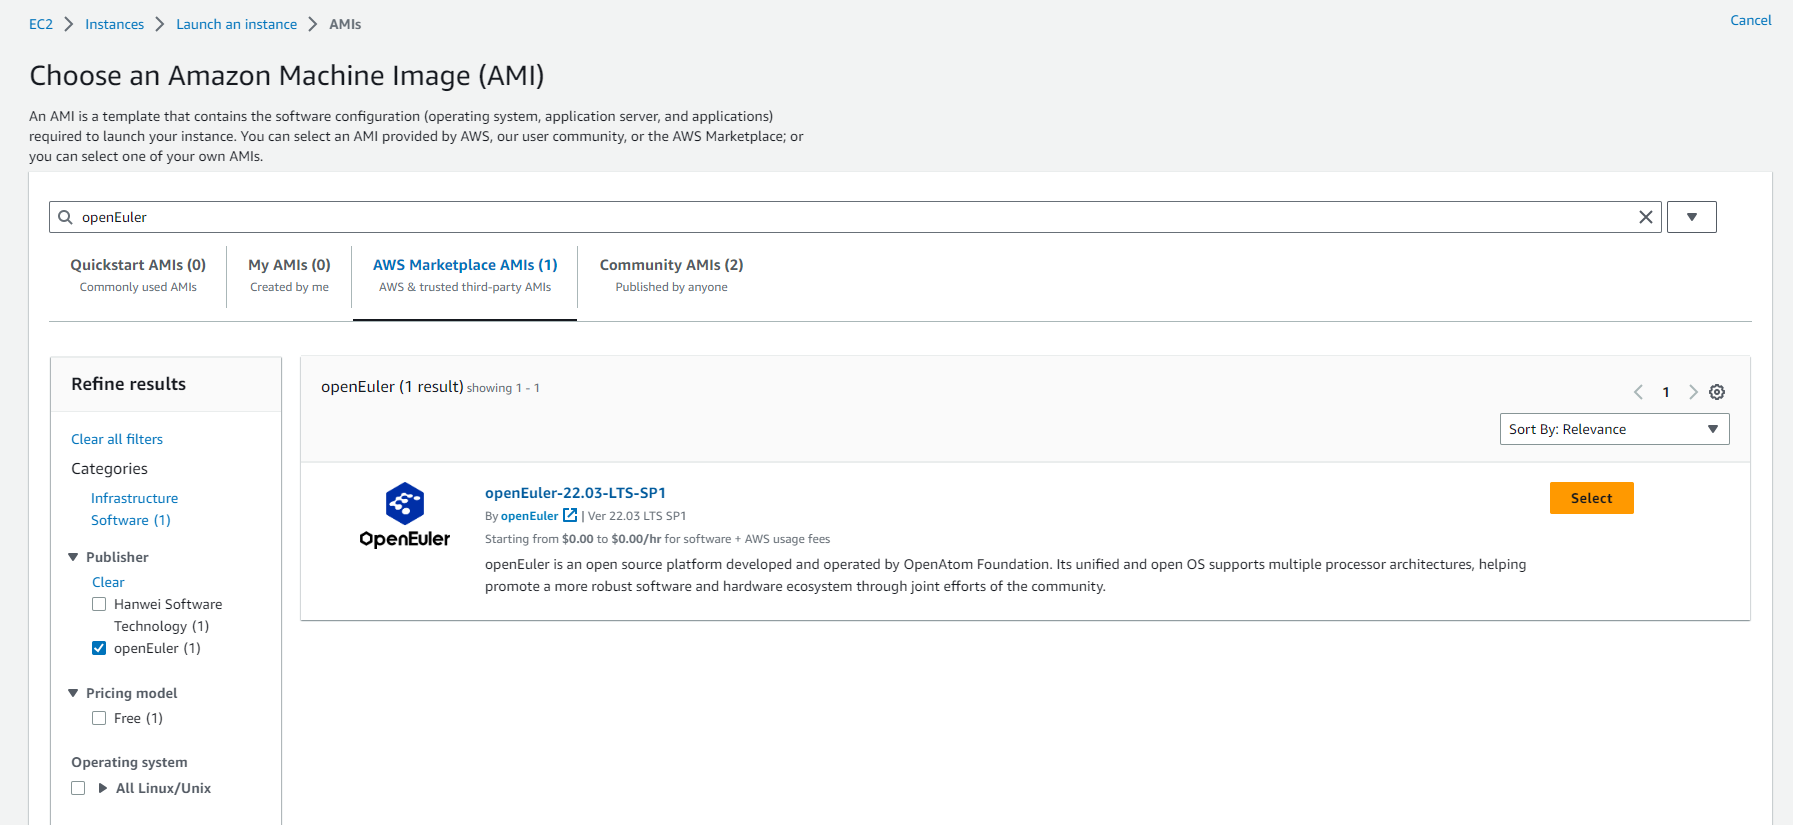 EC2 Instances Launch an instance AMIs
Cancel
Choose an Amazon Machine Image (AMI)
An AMI is a template that contains the software configuration (operating system, application server, and applications)
required to launch your instance. You can select an AMI provided by AWS, our user community, or the AWS Marketplace; or
you can select one of your own AMIs.
openEuler
Quickstart AMIs (0)
Commonly used AMIs
My AMIs (0)
Created by me
AWS Marketplace AMIs (1)
AWS & trusted third-party AMIs
Community AMIs (2)
Published by anyone
Refine results
Clear all filters
Categories
Infrastructure
Software (1)
Publisher
Clear
Hanwei Software
Technology (1)
openEuler (1)
Pricing model
Free (1)
Operating system
All Linux/Unix
openEuler (1 result) showing 1 - 1
1
Sort By: Relevance
OpenEuler
openEuler-22.03-LTS-SP1
By openEuler | Ver 22.03 LTS SP1
Starting from $0.00 to $0.00/hr for software + AWS usage fees
openEuler is an open source platform developed and operated by OpenAtom Foundation. Its unified and open OS supports multiple processor architectures, helping
promote a more robust software and hardware ecosystem through joint efforts of the community.
Select